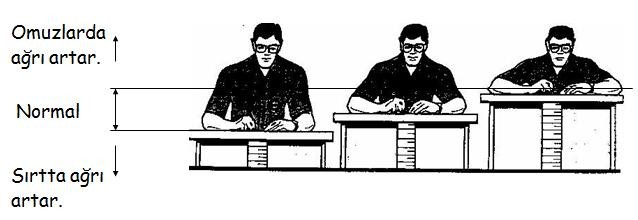 Omuzlarda
ağrı artar.
Normal
Sırtta ağrı
artar.